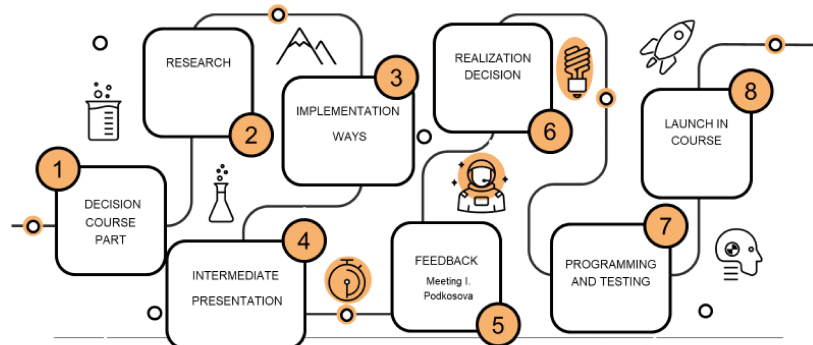 1
DECISION
COURSE
PART
RESEARCH
2
3
IMPLEMENTATION
WAYS
4
INTERMEDIATE
PRESENTATION
FEEDBACK
Meeting I.
Podkosova
5
REALIZATION
DECISION
6
7
PROGRAMMING
AND TESTING
8
LAUNCH IN
COURSE